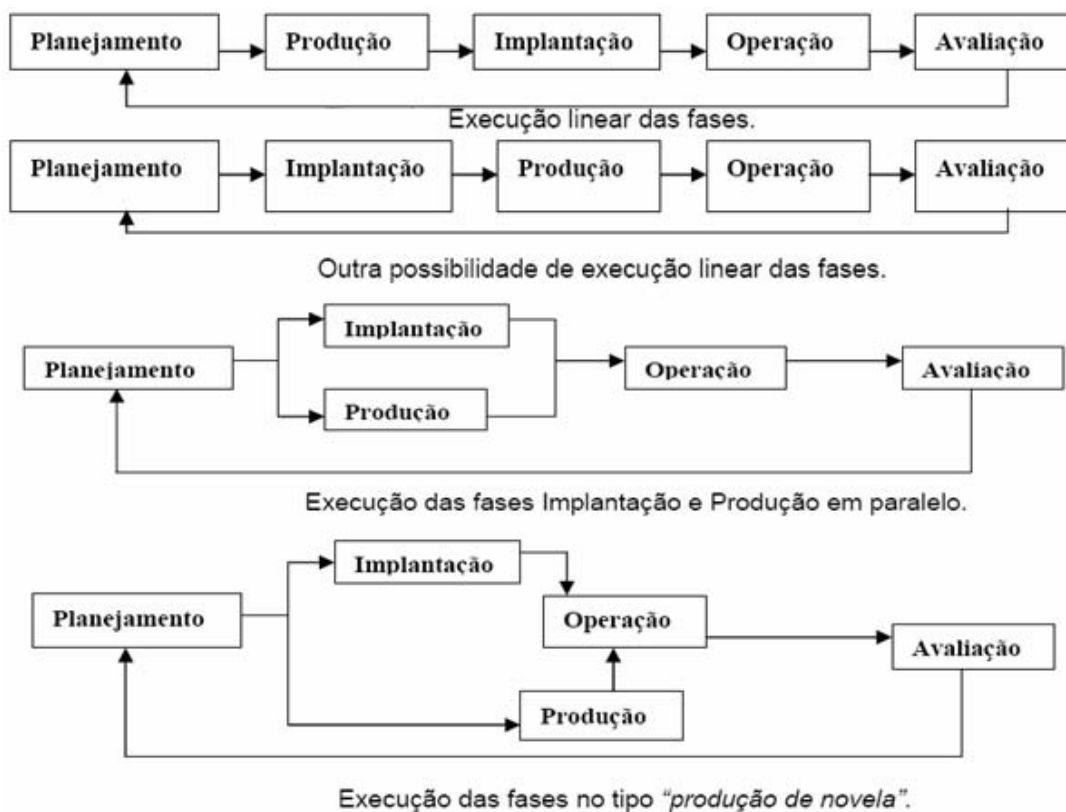 Planejamento Produção Implantação Operação Avaliação
Execução linear das fases.
Planejamento Implantação Produção Operação Avaliação
Outra possibilidade de execução linear das fases.
Implantação
Planejamento Operação Avaliação
Produção
Execução das fases Implantação e Produção em paralelo.
Implantação
Planejamento Operação
Avaliação
Produção
Execução das fases no tipo “produção de novela”.